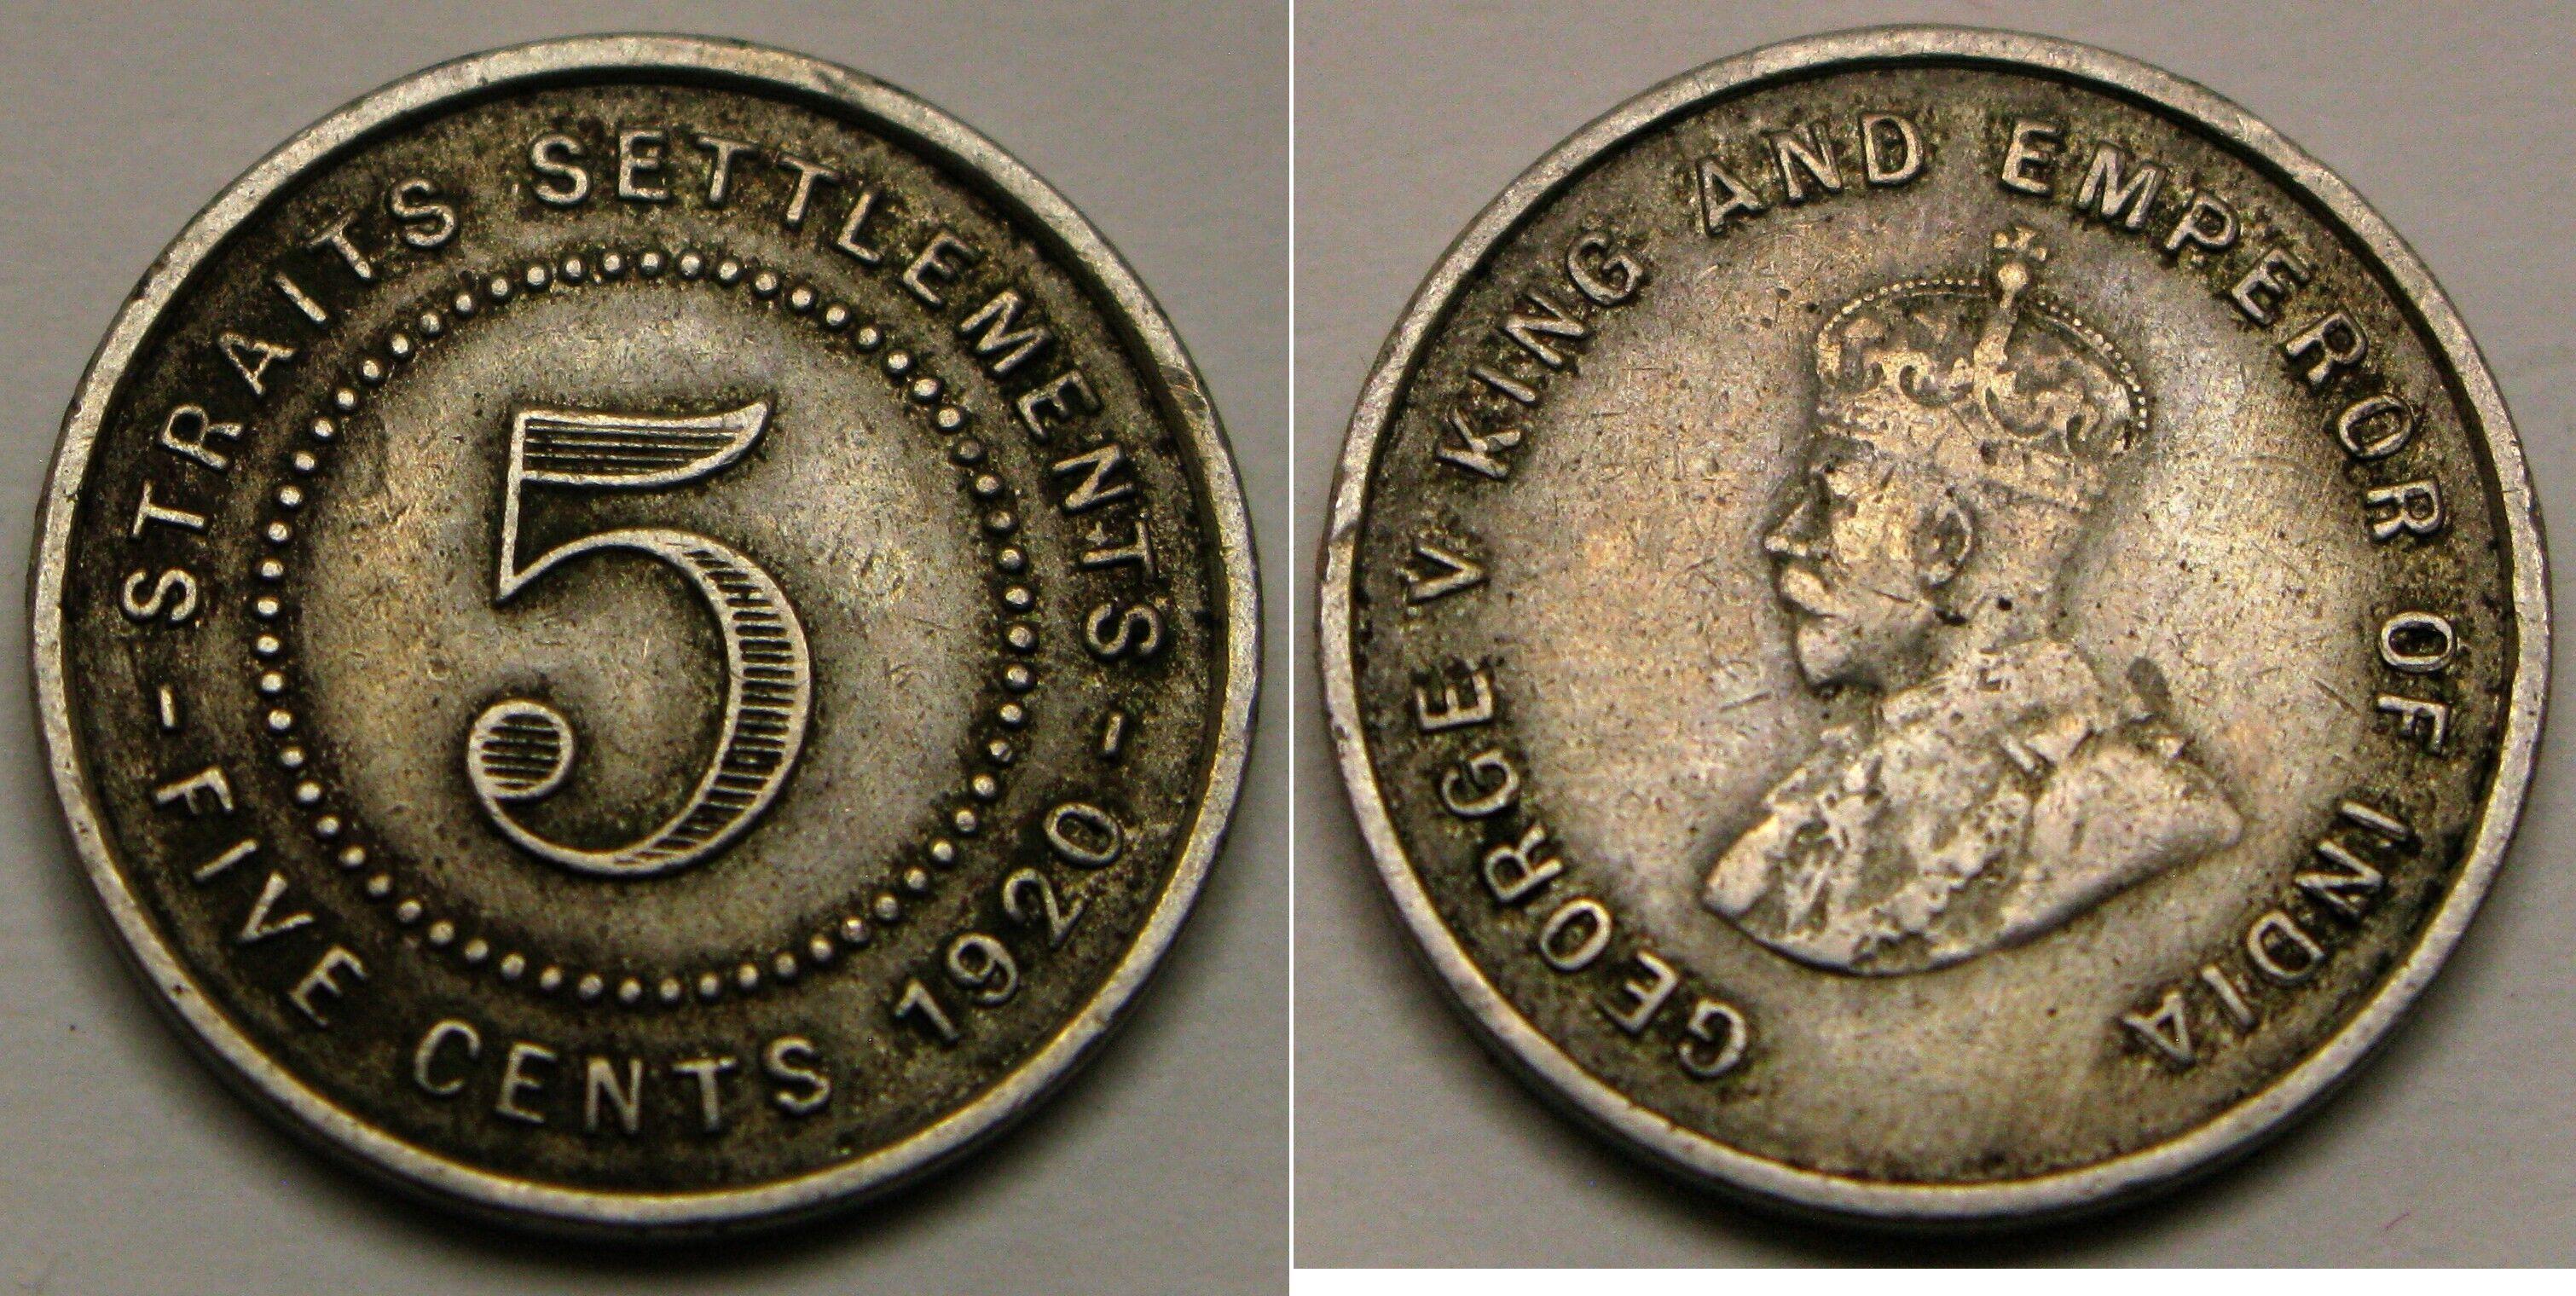 STRAITS SETTLEMENTS
- FIVE CENTS 1920 -
5
GEORGE V KING AND EMPEROR OF INDIA